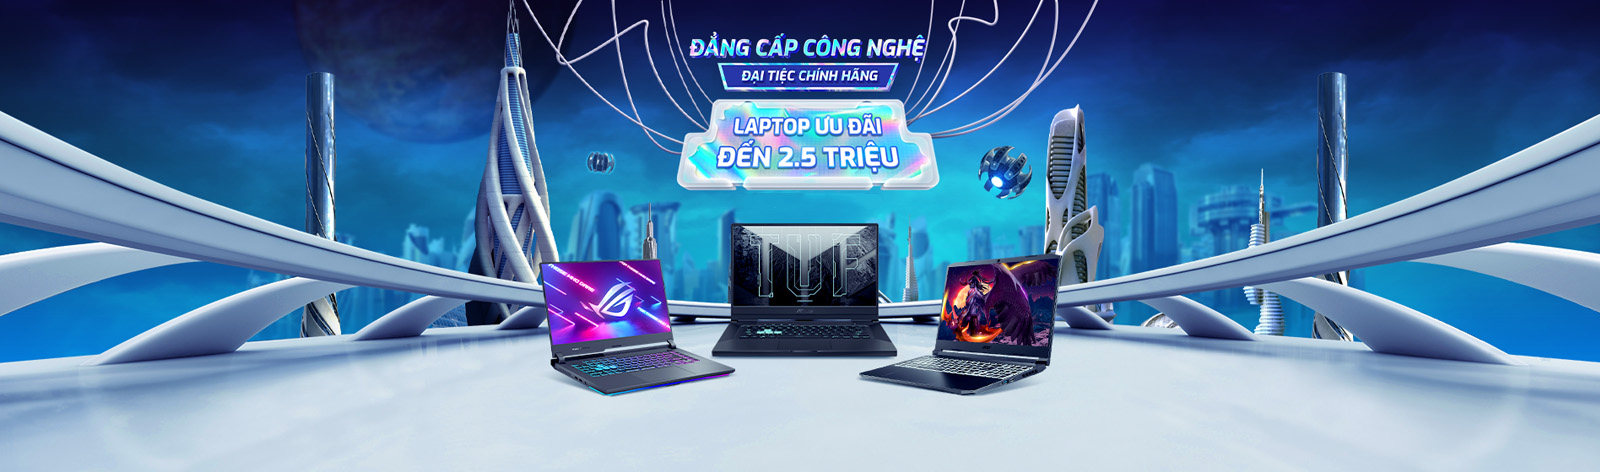 ĐẲNG CẤP CÔNG NGHỆ
ĐẠI TIỆC CHÍNH HÃNG
LAPTOP ƯU ĐÃI
ĐẾN 2.5 TRIỆU
TUF